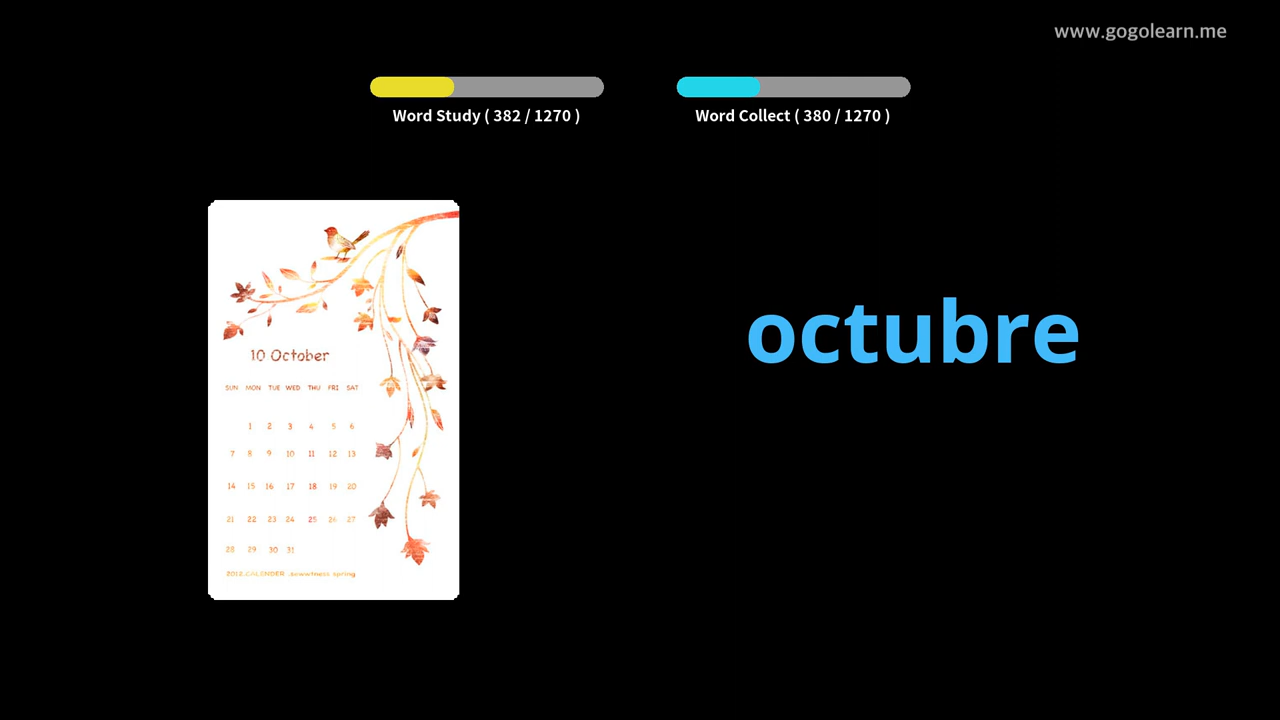 www.gogolearn.me
Word Study ( 382 / 1270 )
Word Collect ( 380 / 1270 )
10 October
SUN MON TUE WED THU FRI SAT
1 2 3 4 5 6
7 8 9 10 11 12 13
14 15 16 17 18 19 20
21 22 23 24 25 26 27
28 29 30 31
CALENDER spring
octubre